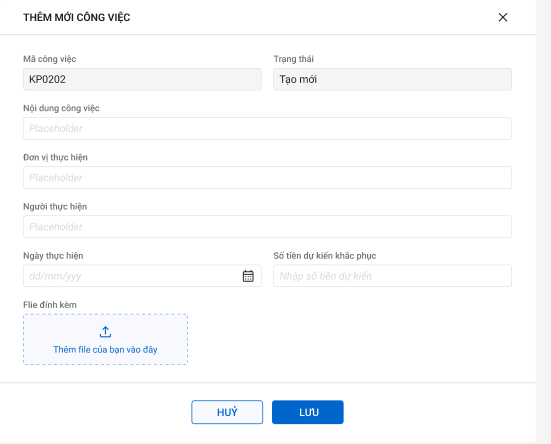 THÊM MỚI CÔNG VIỆC
Mã công việc
Trạng thái
KP0202
Tạo mới
Nội dung công việc
Placeholder
Đơn vị thực hiện
Placeholder
Người thực hiện
Placeholder
Ngày thực hiện
Số tiền dự kiến khắc phục
dd/mm/yyy
Nhập số tiền dự kiến
Flie đính kèm
Thêm file của bạn vào đây
HUỶ
LƯU